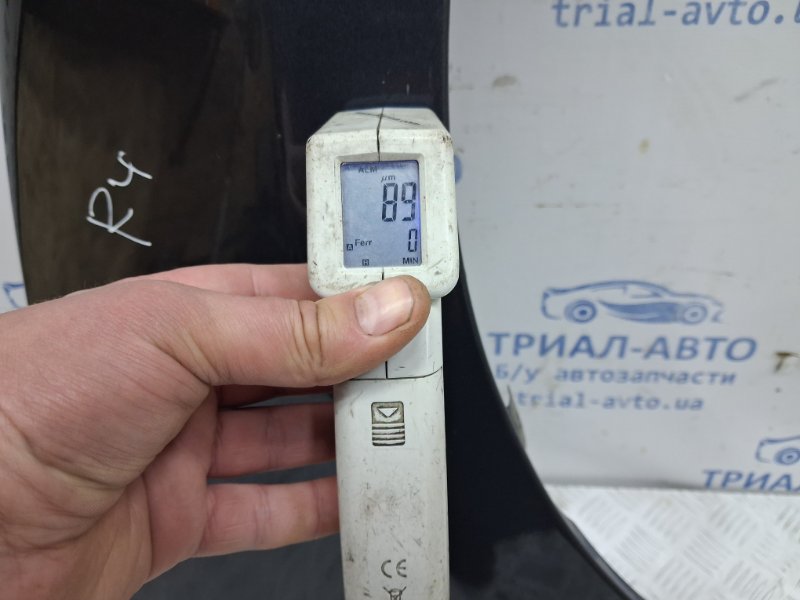 trial-avto.u
R4
ALM
µm
89
A Ferr 0
H MIN
ТРИАЛ-АВТО
б/у автозапчасти
trial-avto.ua
ТРИАЛ
CE